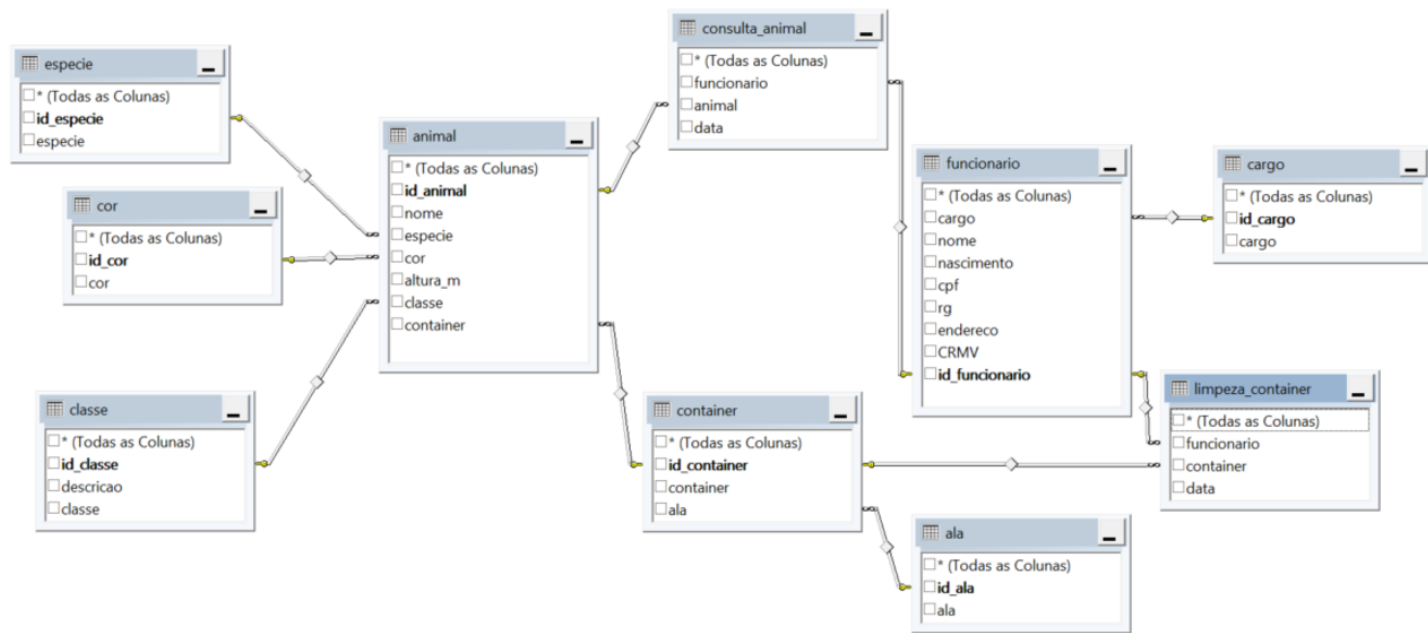 especie
* (Todas as Colunas)
id_especie
especie
cor
* (Todas as Colunas)
id_cor
cor
classe
* (Todas as Colunas)
id_classe
descricao
classe
animal
* (Todas as Colunas)
id_animal
nome
especie
cor
altura_m
classe
container
consulta_animal
* (Todas as Colunas)
funcionario
animal
data
container
* (Todas as Colunas)
id_container
container
ala
funcionario
* (Todas as Colunas)
cargo
nome
nascimento
cpf
rg
endereco
CRMV
id_funcionario
ala
* (Todas as Colunas)
id_ala
ala
cargo
* (Todas as Colunas)
id_cargo
cargo
limpeza_container
* (Todas as Colunas)
funcionario
container
data